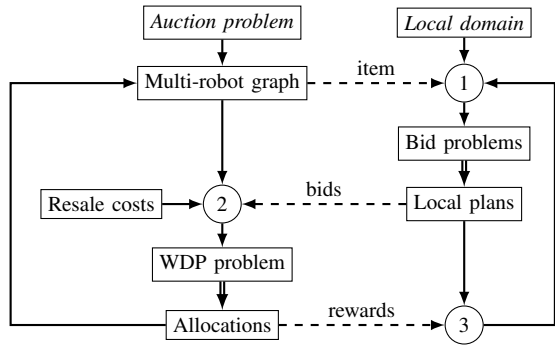 Auction problem
Local domain
Multi-robot graph
item
1
Bid problems
Resale costs
2
bids
Local plans
WDP problem
Allocations
rewards
3